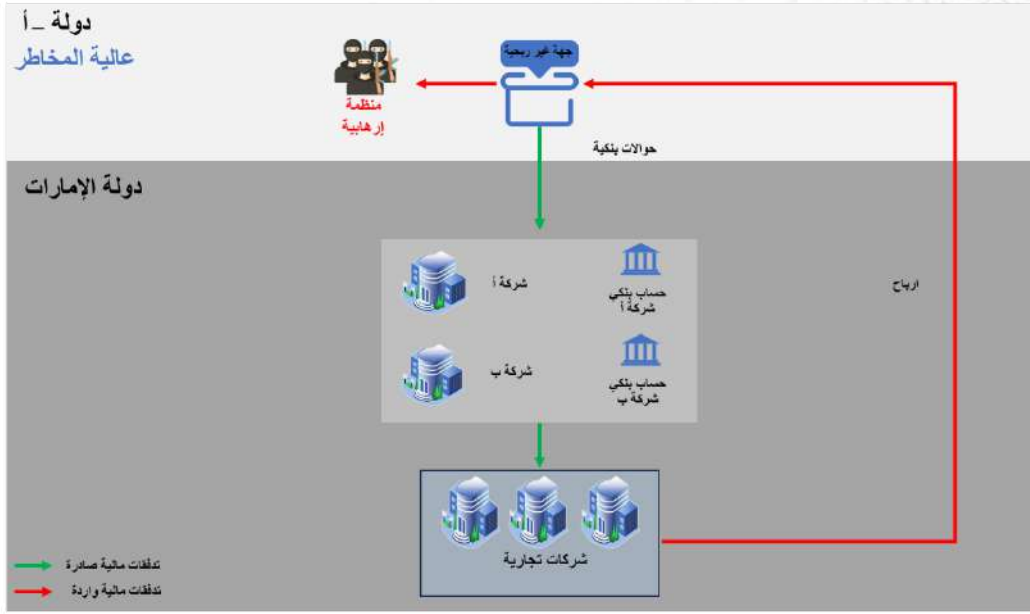 دولة _أ
عالية المخاطر
جهة غير ربحية
منظمة
إرهابية
حوالات بنكية
دولة الإمارات
شركة أ
حساب بنكي
شركة أ
ارباح
شركة ب
حساب بنكي
شركة ب
شركات تجارية
تدفقات مالية صادرة
تدفقات مالية واردة